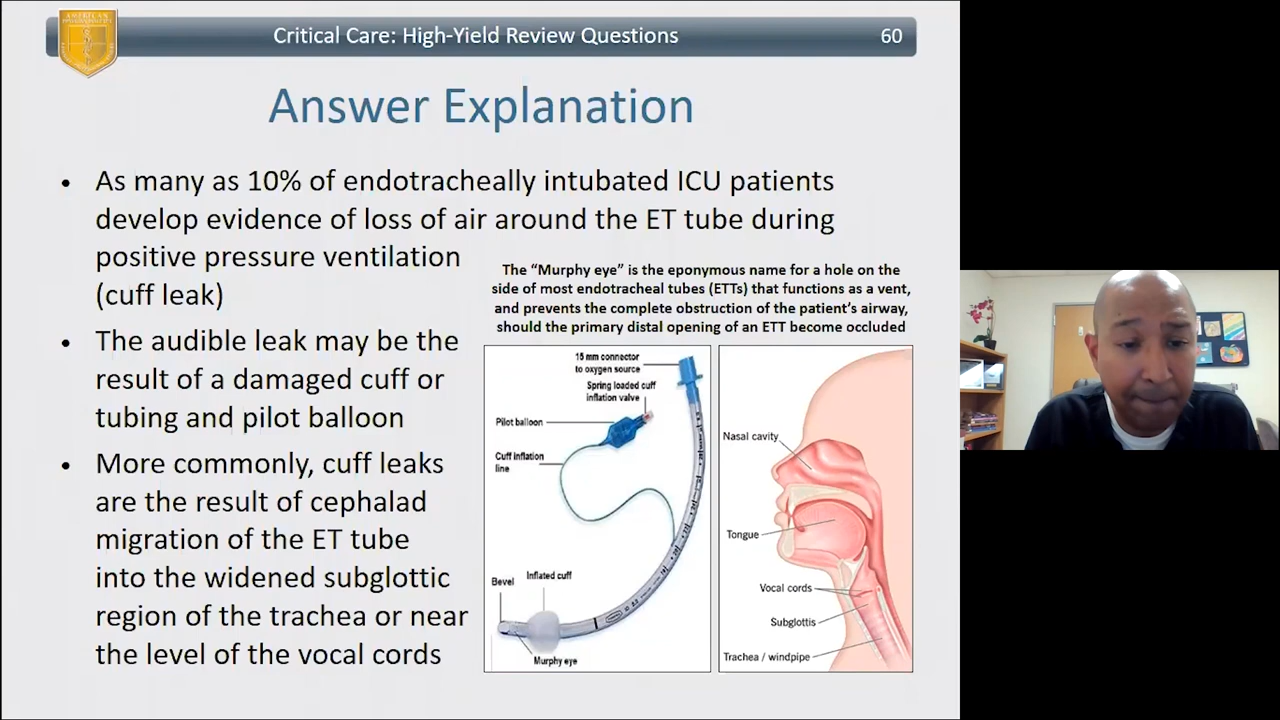 AMERICAN
Critical Care: High-Yield Review Questions
60
Answer Explanation
• As many as 10% of endotracheally intubated ICU patients
develop evidence of loss of air around the ET tube during
positive pressure ventilation
(cuff leak)
• The audible leak may be the
result of a damaged cuff or
tubing and pilot balloon
• More commonly, cuff leaks
are the result of cephalad
migration of the ET tube
into the widened subglottic
region of the trachea or near
the level of the vocal cords
The “Murphy eye” is the eponymous name for a hole on the
side of most endotracheal tubes (ETTs) that functions as a vent,
and prevents the complete obstruction of the patient’s airway,
should the primary distal opening of an ETT become occluded
15 mm connector
to oxygen source
Spring loaded cuff
inflation valve
Pilot balloon
Cuff inflation
line
Bevel
Inflated cuff
Murphy eye
Nasal cavity
Tongue
Vocal cords
Subglottis
Trachea / windpipe